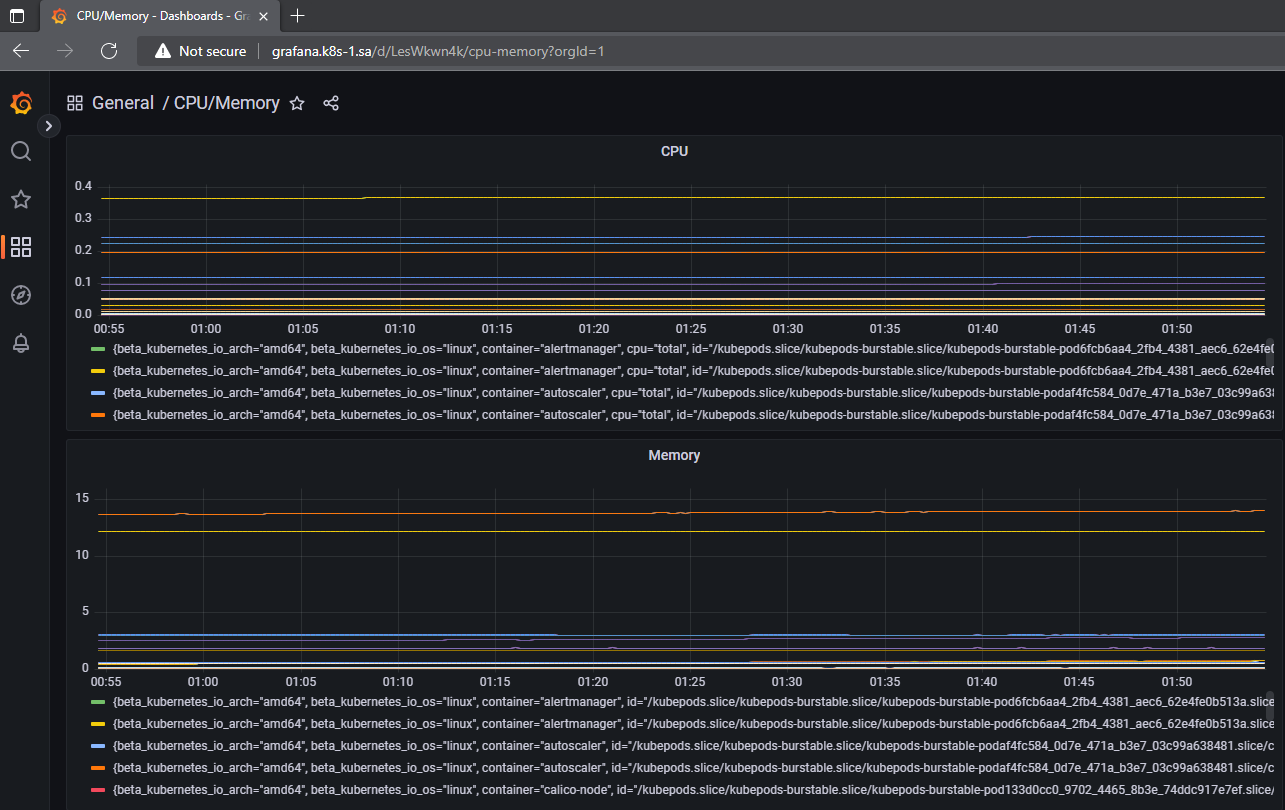 CPU/Memory - Dashboards - Gra
Not secure
grafana.k8s-1.sa/d/LesWkwn4k/cpu-memory?orgId=1
General / CPU/Memory
CPU
0.4
0.3
0.2
0.1
0.0
00:55 01:00 01:05 01:10 01:15 01:20 01:25 01:30 01:35 01:40 01:45 01:50
{beta_kubernetes_io_arch="amd64", beta_kubernetes_io_os="linux", container="alertmanager", cpu="total", id="/kubepods.slice/kubepods-burstable.slice/kubepods-burstable-pod6fcb6aa4_2fb4_4381_aec6_62e4fe0
{beta_kubernetes_io_arch="amd64", beta_kubernetes_io_os="linux", container="alertmanager", cpu="total", id="/kubepods.slice/kubepods-burstable.slice/kubepods-burstable-pod6fcb6aa4_2fb4_4381_aec6_62e4fe0
{beta_kubernetes_io_arch="amd64", beta_kubernetes_io_os="linux", container="autoscaler", cpu="total", id="/kubepods.slice/kubepods-burstable.slice/kubepods-burstable-podaf4fc584_0d7e_471a_b3e7_03c99a638
{beta_kubernetes_io_arch="amd64", beta_kubernetes_io_os="linux", container="autoscaler", cpu="total", id="/kubepods.slice/kubepods-burstable.slice/kubepods-burstable-podaf4fc584_0d7e_471a_b3e7_03c99a638
Memory
15
10
5
0
00:55 01:00 01:05 01:10 01:15 01:20 01:25 01:30 01:35 01:40 01:45 01:50
{beta_kubernetes_io_arch="amd64", beta_kubernetes_io_os="linux", container="alertmanager", id="/kubepods.slice/kubepods-burstable.slice/kubepods-burstable-pod6fcb6aa4_2fb4_4381_aec6_62e4fe0b513a.slice
{beta_kubernetes_io_arch="amd64", beta_kubernetes_io_os="linux", container="alertmanager", id="/kubepods.slice/kubepods-burstable.slice/kubepods-burstable-pod6fcb6aa4_2fb4_4381_aec6_62e4fe0b513a.slice
{beta_kubernetes_io_arch="amd64", beta_kubernetes_io_os="linux", container="autoscaler", id="/kubepods.slice/kubepods-burstable.slice/kubepods-burstable-podaf4fc584_0d7e_471a_b3e7_03c99a638481.slice/c
{beta_kubernetes_io_arch="amd64", beta_kubernetes_io_os="linux", container="autoscaler", id="/kubepods.slice/kubepods-burstable.slice/kubepods-burstable-podaf4fc584_0d7e_471a_b3e7_03c99a638481.slice/c
{beta_kubernetes_io_arch="amd64", beta_kubernetes_io_os="linux", container="calico-node", id="/kubepods.slice/kubepods-burstable.slice/kubepods-burstable-pod133d0cc0_9702_4465_8b3e_74ddc917e7ef.slice/